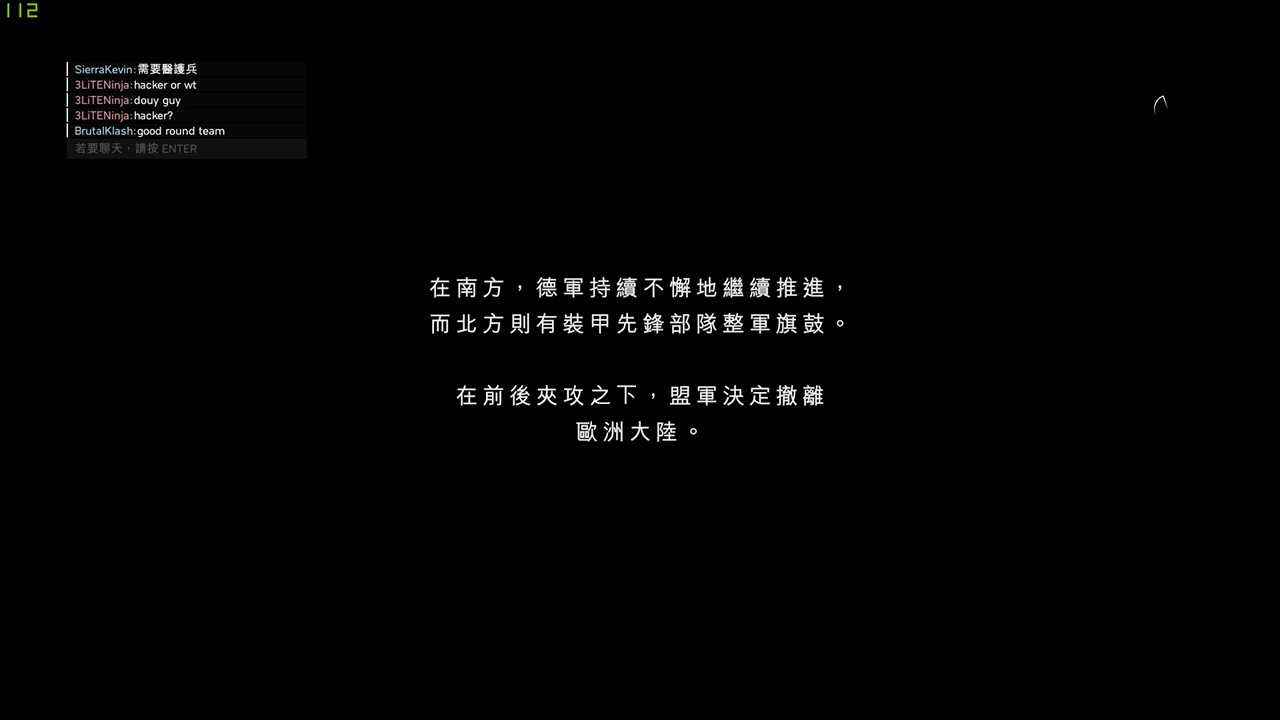 112
SierraKevin:需要醫護兵
3LiTENinja:hacker or wt
3LiTENinja:douy guy
3LiTENinja:hacker?
BrutalKlash:good round team
若要聊天，請按 ENTER
在南方，德軍持續不懈地繼續推進，
而北方則有裝甲先鋒部隊整軍旗鼓。
在前後夾攻之下，盟軍決定撤離
歐洲大陸。